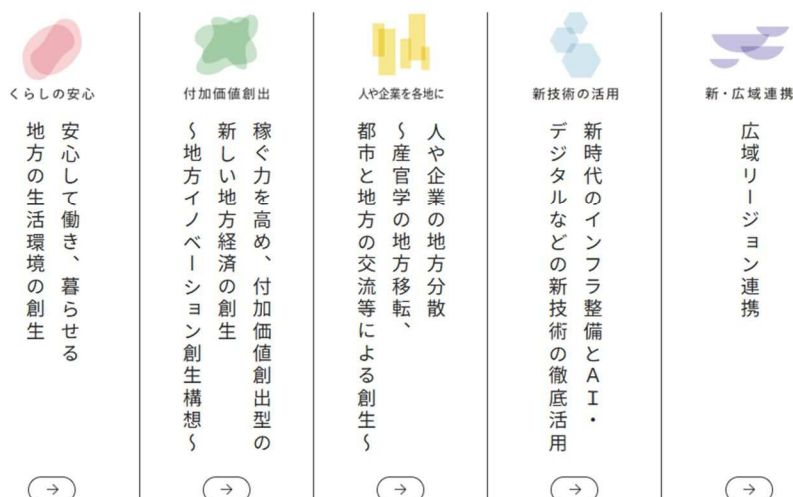 くらしの安心
安心して働き、暮らせる
地方の生活環境の創生
付加価値創出
稼ぐ力を高め、付加価値創出型の
新しい地方経済の創生
～地方イノベーション創生構想～
人や企業を各地に
人や企業の地方分散
～産官学の地方移転、
都市と地方の交流等による創生～
新技術の活用
新時代のインフラ整備とAI・
デジタルなどの新技術の徹底活用
新・広域連携
広域リージョン連携